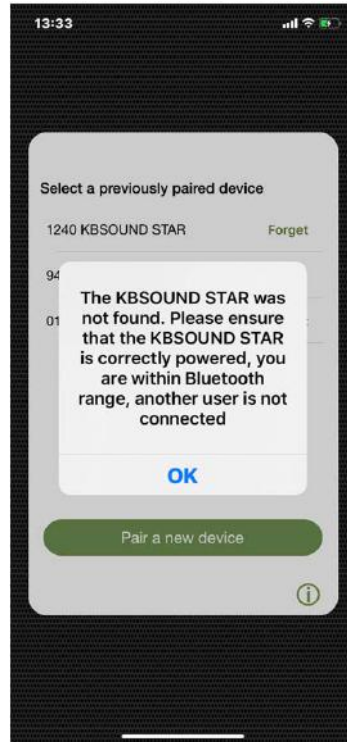 13:33
Select a previously paired device
1240 KBSOUND STAR Forget
94
01
The KBSOUND STAR was
not found. Please ensure
that the KBSOUND STAR
is correctly powered, you
are within Bluetooth
range, another user is not
connected
OK
Pair a new device